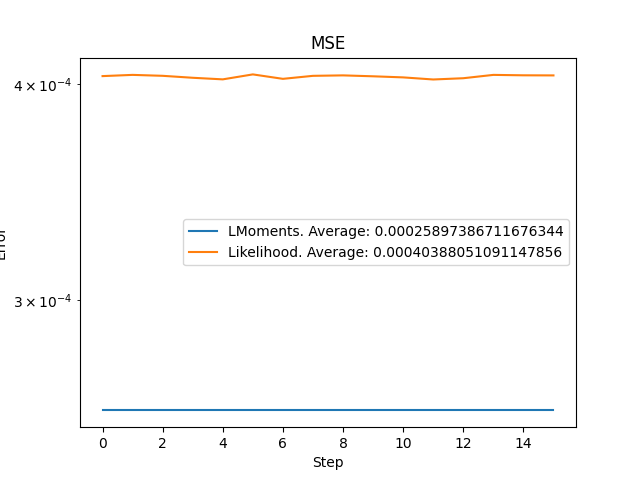 MSE
4 × 10⁻⁴
3 × 10⁻⁴
Error
LMoments. Average: 0.00025897386711676344
Likelihood. Average: 0.00040388051091147856
0 2 4 6 8 10 12 14
Step